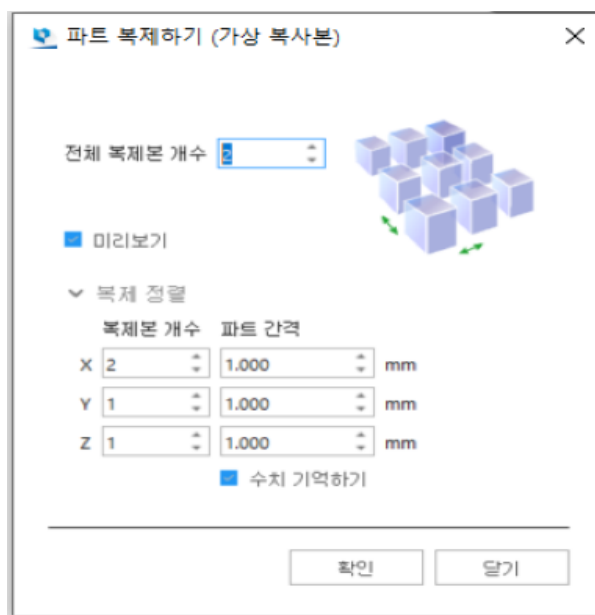 파트 복제하기 (가상 복사본)
전체 복제본 개수 2
미리보기
복제 정렬
복제본 개수 파트 간격
X 2 1.000 mm
Y 1 1.000 mm
Z 1 1.000 mm
수치 기억하기
확인 닫기